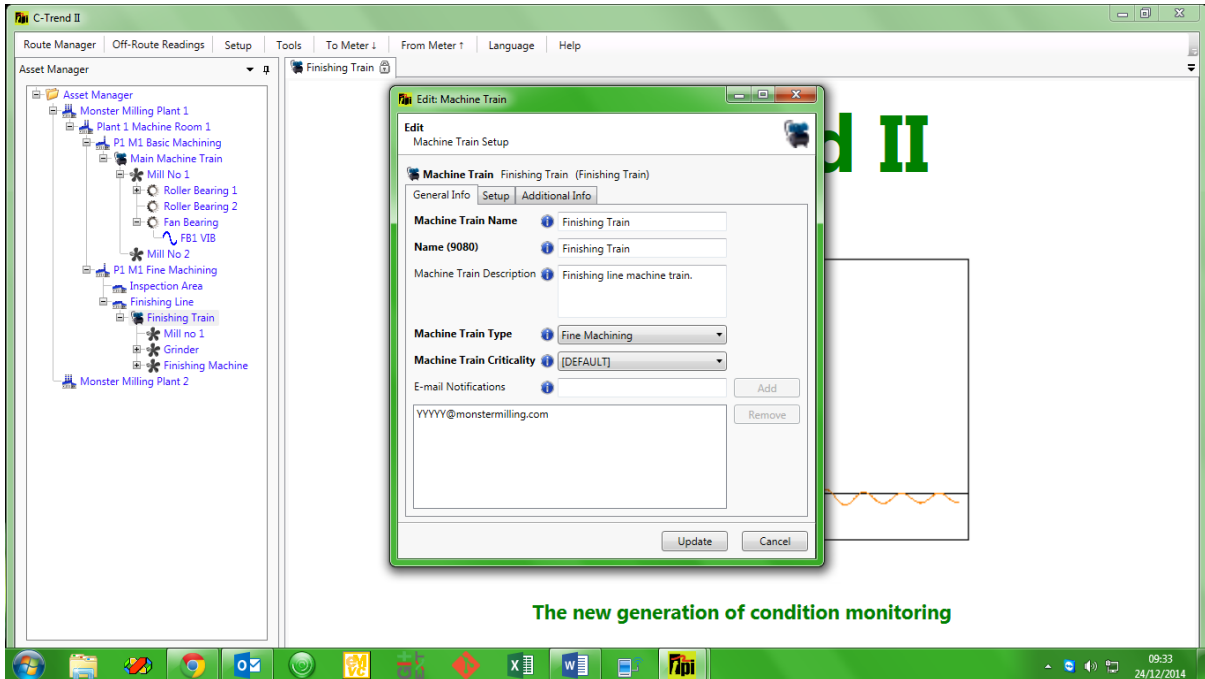 C-Trend II
Route Manager Off-Route Readings Setup Tools To Meter ↓ From Meter ↑ Language Help
Asset Manager
Finishing Train
Asset Manager
Monster Milling Plant 1
Plant 1 Machine Room 1
P1 M1 Basic Machining
Main Machine Train
Mill No 1
Roller Bearing 1
Roller Bearing 2
Fan Bearing
FB1 VIB
Mill No 2
P1 M1 Fine Machining
Inspection Area
Finishing Line
Finishing Train
Mill no 1
Grinder
Finishing Machine
Monster Milling Plant 2
d II
Edit: Machine Train
Edit
Machine Train Setup
Machine Train Finishing Train (Finishing Train)
General Info Setup Additional Info
Machine Train Name Finishing Train
Name (9080) Finishing Train
Machine Train Description Finishing line machine train.
Machine Train Type Fine Machining
Machine Train Criticality [DEFAULT]
E-mail Notifications Add
YYYYY@monstermilling.com Remove
Update Cancel
The new generation of condition monitoring
09:33
24/12/2014